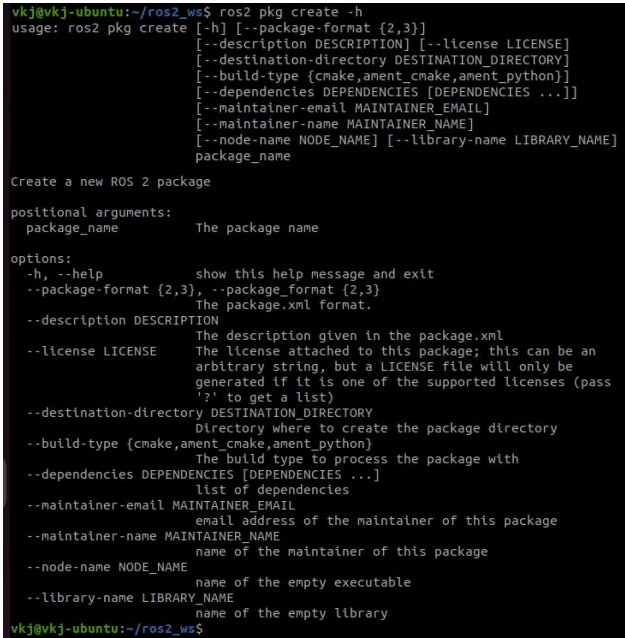 vkj@vkj-ubuntu:~/ros2_ws$ ros2 pkg create -h
usage: ros2 pkg create [-h] [--package-format {2,3}]
[--description DESCRIPTION] [--license LICENSE]
[--destination-directory DESTINATION_DIRECTORY]
[--build-type {cmake,ament_cmake,ament_python}]
[--dependencies DEPENDENCIES [DEPENDENCIES ...]]
[--maintainer-email MAINTAINER_EMAIL]
[--maintainer-name MAINTAINER_NAME]
[--node-name NODE_NAME] [--library-name LIBRARY_NAME]
package_name
Create a new ROS 2 package
positional arguments:
package_name The package name
options:
-h, --help show this help message and exit
--package-format {2,3}, --package_format {2,3}
The package.xml format.
--description DESCRIPTION
The description given in the package.xml
--license LICENSE The license attached to this package; this can be an
arbitrary string, but a LICENSE file will only be
generated if it is one of the supported licenses (pass
'?' to get a list)
--destination-directory DESTINATION_DIRECTORY
Directory where to create the package directory
--build-type {cmake,ament_cmake,ament_python}
The build type to process the package with
--dependencies DEPENDENCIES [DEPENDENCIES ...]
list of dependencies
--maintainer-email MAINTAINER_EMAIL
email address of the maintainer of this package
--maintainer-name MAINTAINER_NAME
name of the maintainer of this package
--node-name NODE_NAME
name of the empty executable
--library-name LIBRARY_NAME
name of the empty library
vkj@vkj-ubuntu:~/ros2_ws$